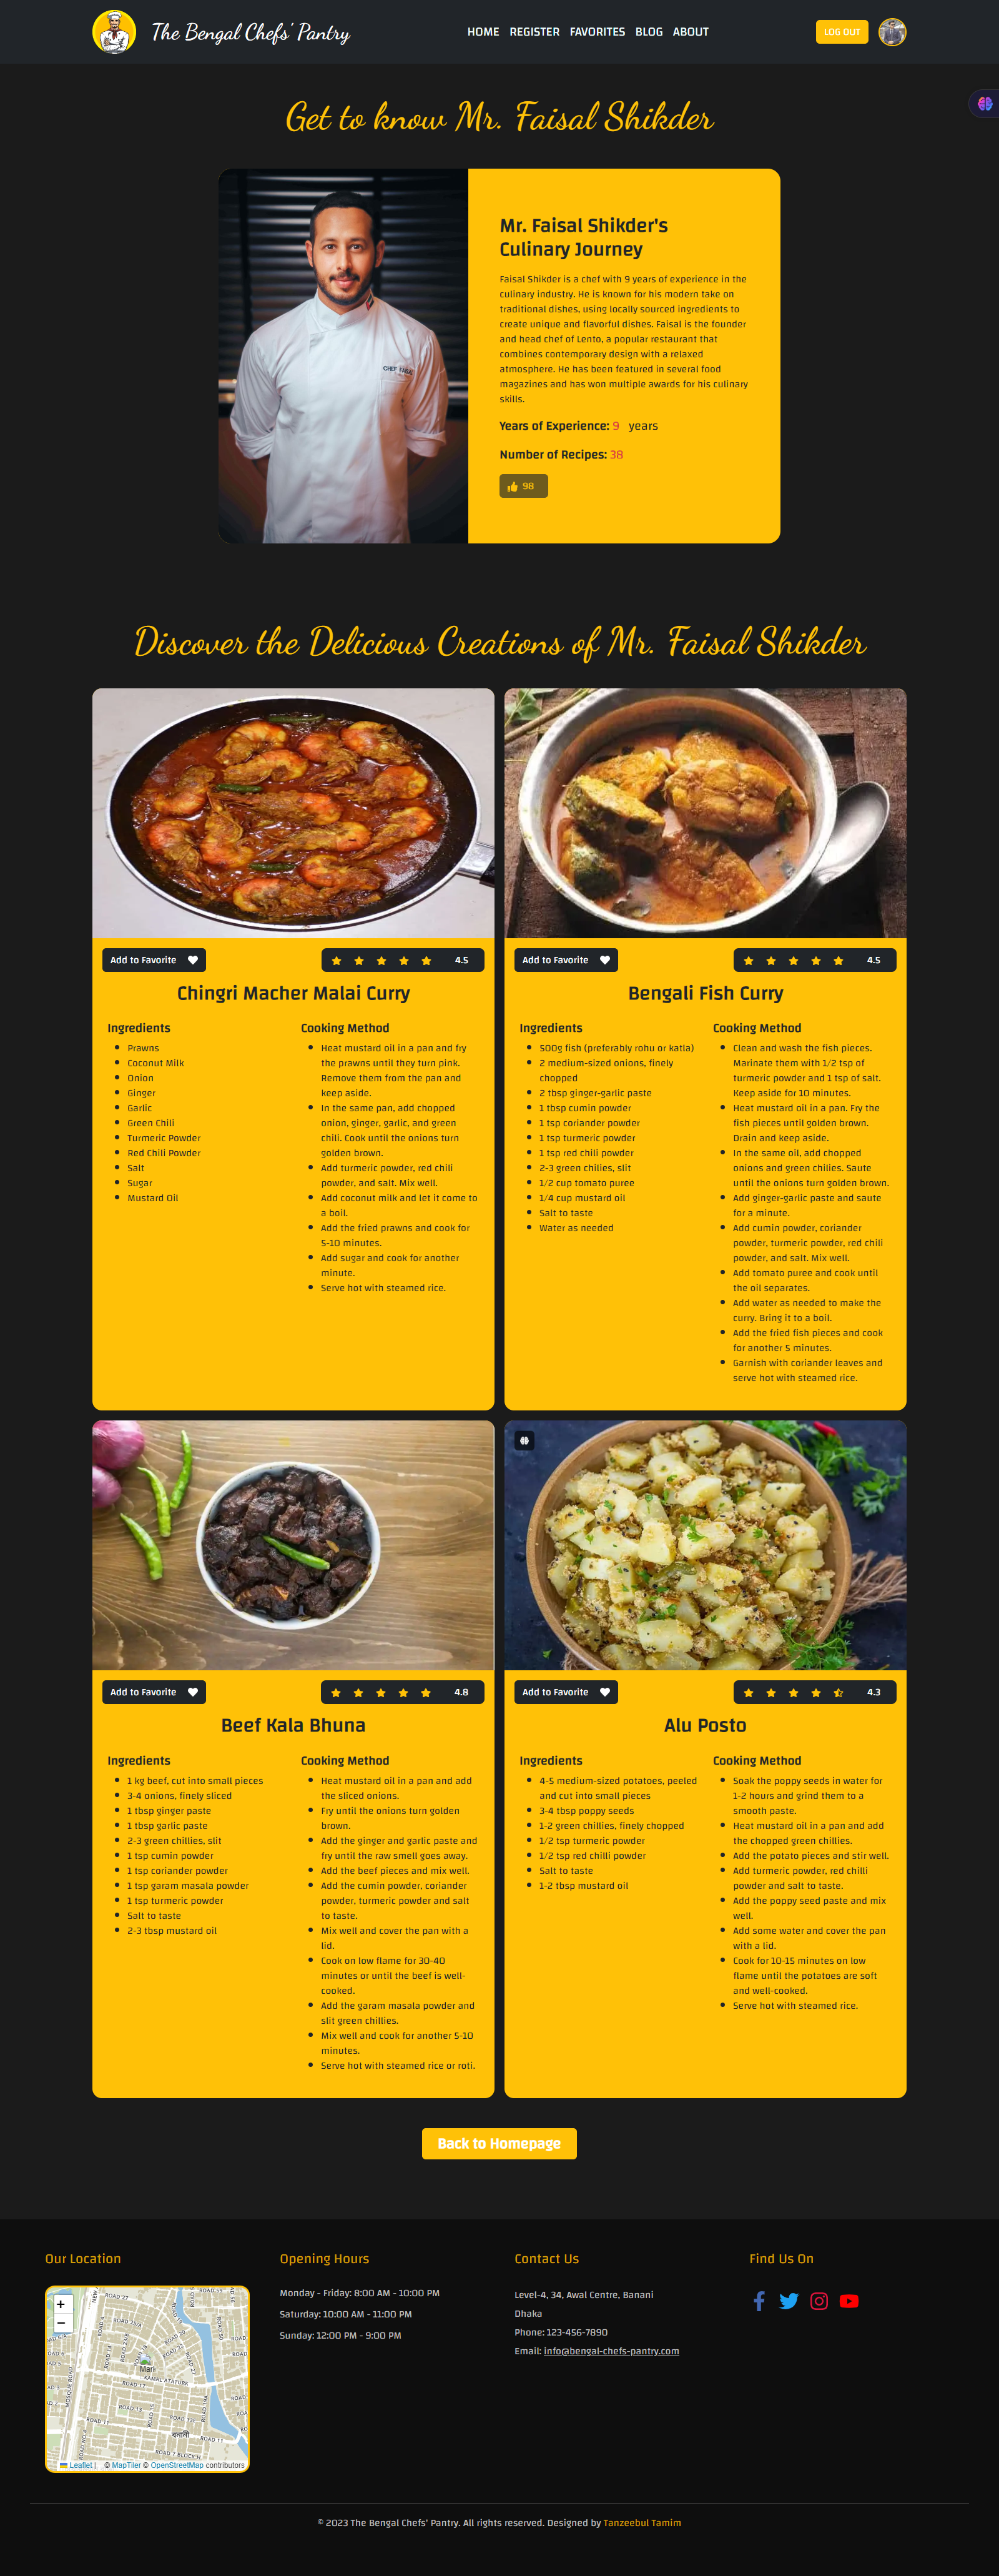 The Bengal Chefs' Pantry
HOME REGISTER FAVORITES BLOG ABOUT
LOG OUT
Get to know Mr. Faisal Shikder
CHEF FAISAL
Mr. Faisal Shikder's
Culinary Journey
Faisal Shikder is a chef with 9 years of experience in the
culinary industry. He is known for his modern take on
traditional dishes, using locally sourced ingredients to
create unique and flavorful dishes. Faisal is the founder
and head chef of Lento, a popular restaurant that
combines contemporary design with a relaxed
atmosphere. He has been featured in several food
magazines and has won multiple awards for his culinary
skills.
Years of Experience: 9 years
Number of Recipes: 38
98
Discover the Delicious Creations of Mr. Faisal Shikder
Add to Favorite
4.5
Chingri Macher Malai Curry
Ingredients
Prawns
Coconut Milk
Onion
Ginger
Garlic
Green Chili
Turmeric Powder
Red Chili Powder
Salt
Sugar
Mustard Oil
Cooking Method
Heat mustard oil in a pan and fry
the prawns until they turn pink.
Remove them from the pan and
keep aside.
In the same pan, add chopped
onion, ginger, garlic, and green
chili. Cook until the onions turn
golden brown.
Add turmeric powder, red chili
powder, and salt. Mix well.
Add coconut milk and let it come to
a boil.
Add the fried prawns and cook for
5-10 minutes.
Add sugar and cook for another
minute.
Serve hot with steamed rice.
Add to Favorite
4.5
Bengali Fish Curry
Ingredients
500g fish (preferably rohu or katla)
2 medium-sized onions, finely
chopped
2 tbsp ginger-garlic paste
1 tbsp cumin powder
1 tsp coriander powder
1 tsp turmeric powder
1 tsp red chili powder
2-3 green chilies, slit
1/2 cup tomato puree
1/4 cup mustard oil
Salt to taste
Water as needed
Cooking Method
Clean and wash the fish pieces.
Marinate them with 1/2 tsp of
turmeric powder and 1 tsp of salt.
Keep aside for 10 minutes.
Heat mustard oil in a pan. Fry the
fish pieces until golden brown.
Drain and keep aside.
In the same oil, add chopped
onions and green chilies. Saute
until the onions turn golden brown.
Add ginger-garlic paste and saute
for a minute.
Add cumin powder, coriander
powder, turmeric powder, red chili
powder, and salt. Mix well.
Add tomato puree and cook until
the oil separates.
Add water as needed to make the
curry. Bring it to a boil.
Add the fried fish pieces and cook
for another 5 minutes.
Garnish with coriander leaves and
serve hot with steamed rice.
Add to Favorite
4.8
Beef Kala Bhuna
Ingredients
1 kg beef, cut into small pieces
3-4 onions, finely sliced
1 tbsp ginger paste
1 tbsp garlic paste
2-3 green chillies, slit
1 tsp cumin powder
1 tsp coriander powder
1 tsp garam masala powder
1 tsp turmeric powder
Salt to taste
2-3 tbsp mustard oil
Cooking Method
Heat mustard oil in a pan and add
the sliced onions.
Fry until the onions turn golden
brown.
Add the ginger and garlic paste and
fry until the raw smell goes away.
Add the beef pieces and mix well.
Add the cumin powder, coriander
powder, turmeric powder and salt
to taste.
Mix well and cover the pan with a
lid.
Cook on low flame for 30-40
minutes or until the beef is well-
cooked.
Add the garam masala powder and
slit green chillies.
Mix well and cook for another 5-10
minutes.
Serve hot with steamed rice or roti.
Add to Favorite
4.3
Alu Posto
Ingredients
4-5 medium-sized potatoes, peeled
and cut into small pieces
3-4 tbsp poppy seeds
1-2 green chillies, finely chopped
1/2 tsp turmeric powder
1/2 tsp red chilli powder
Salt to taste
1-2 tbsp mustard oil
Cooking Method
Soak the poppy seeds in water for
1-2 hours and grind them to a
smooth paste.
Heat mustard oil in a pan and add
the chopped green chillies.
Add the potato pieces and stir well.
Add turmeric powder, red chilli
powder and salt to taste.
Add the poppy seed paste and mix
well.
Add some water and cover the pan
with a lid.
Cook for 10-15 minutes on low
flame until the potatoes are soft
and well-cooked.
Serve hot with steamed rice.
Back to Homepage
Our Location
+
−
ROAD 27
Mark
KAMAL ATATÜRK
ROAD 17
ROAD 11
ROAD 11
MOSQUE ROAD
ROAD 7 BLOCK H
বনানী
Leaflet | © MapTiler © OpenStreetMap contributors
Opening Hours
Monday - Friday: 8:00 AM - 10:00 PM
Saturday: 10:00 AM - 11:00 PM
Sunday: 12:00 PM - 9:00 PM
Contact Us
Level-4, 34, Awal Centre, Banani
Dhaka
Phone: 123-456-7890
Email: info@bengal-chefs-pantry.com
Find Us On
© 2023 The Bengal Chefs' Pantry. All rights reserved. Designed by Tanzeebul Tamim